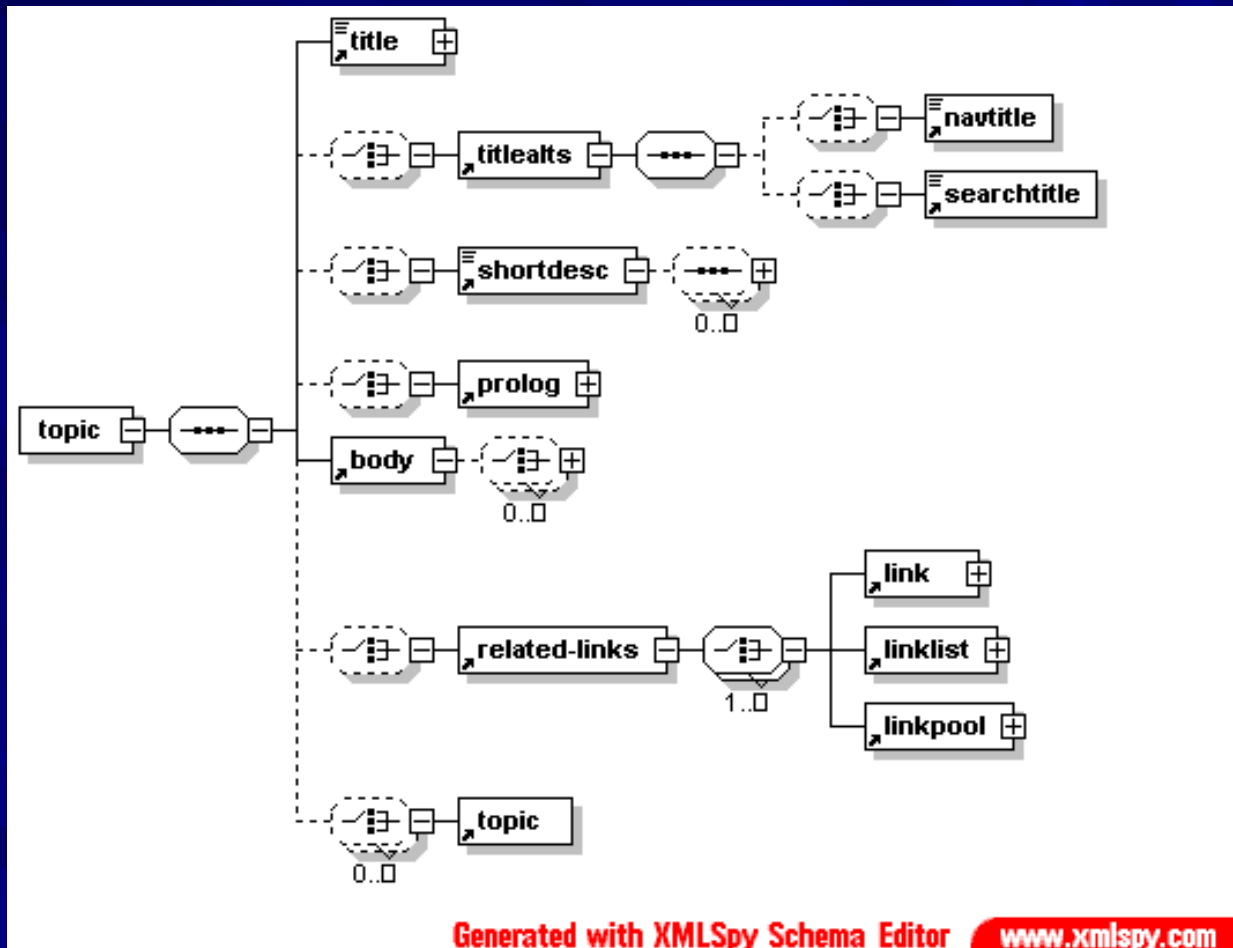 title
navtitle
titlealts
searchtitle
shortdesc
0..□
prolog
topic
body
0..□
link
related-links
linklist
1..□
linkpool
topic
0..□
Generated with XMLSpy Schema Editor www.xmlspy.com